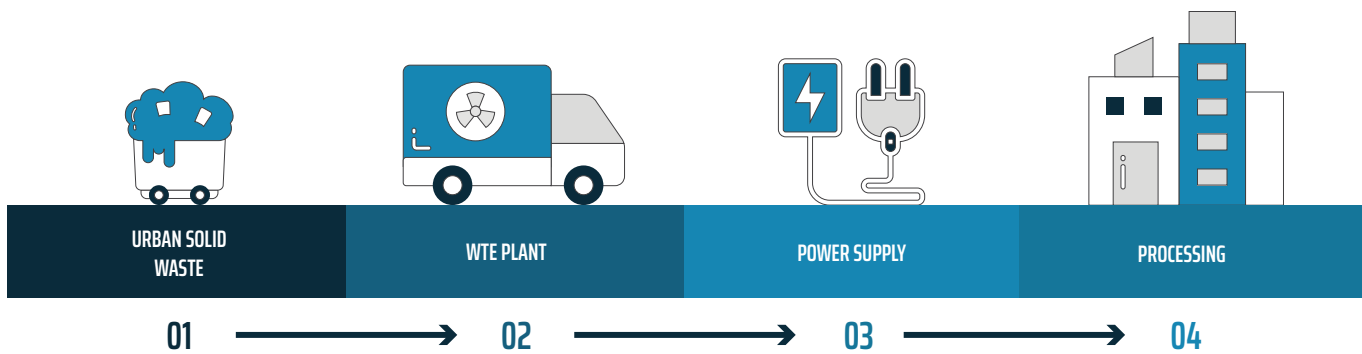 URBAN SOLID
WASTE
WTE PLANT
POWER SUPPLY
PROCESSING
01
02
03
04